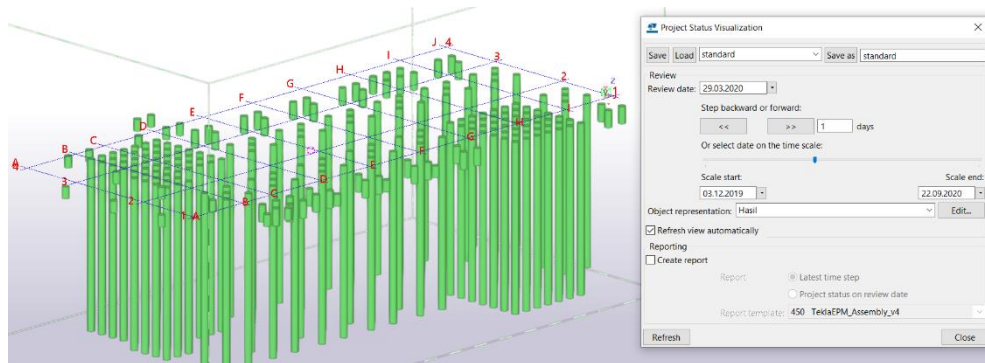 Project Status Visualization
Save Load standard Save as standard
Review
Review date: 29.03.2020
Step backward or forward:
<< >> 1 days
Or select date on the time scale:
Scale start: Scale end:
03.12.2019 22.09.2020
Object representation: Hasil Edit...
Refresh view automatically
Reporting
Create report
Report Latest time step
Project status on review date
Report template: 450 TeklaEPM_Assembly_v4
Refresh Close
J 4
I 3
H 2
G z
F 1
E
D
C
B
A
4
3
2
1 A
B
C
D
E
F
G
H
I